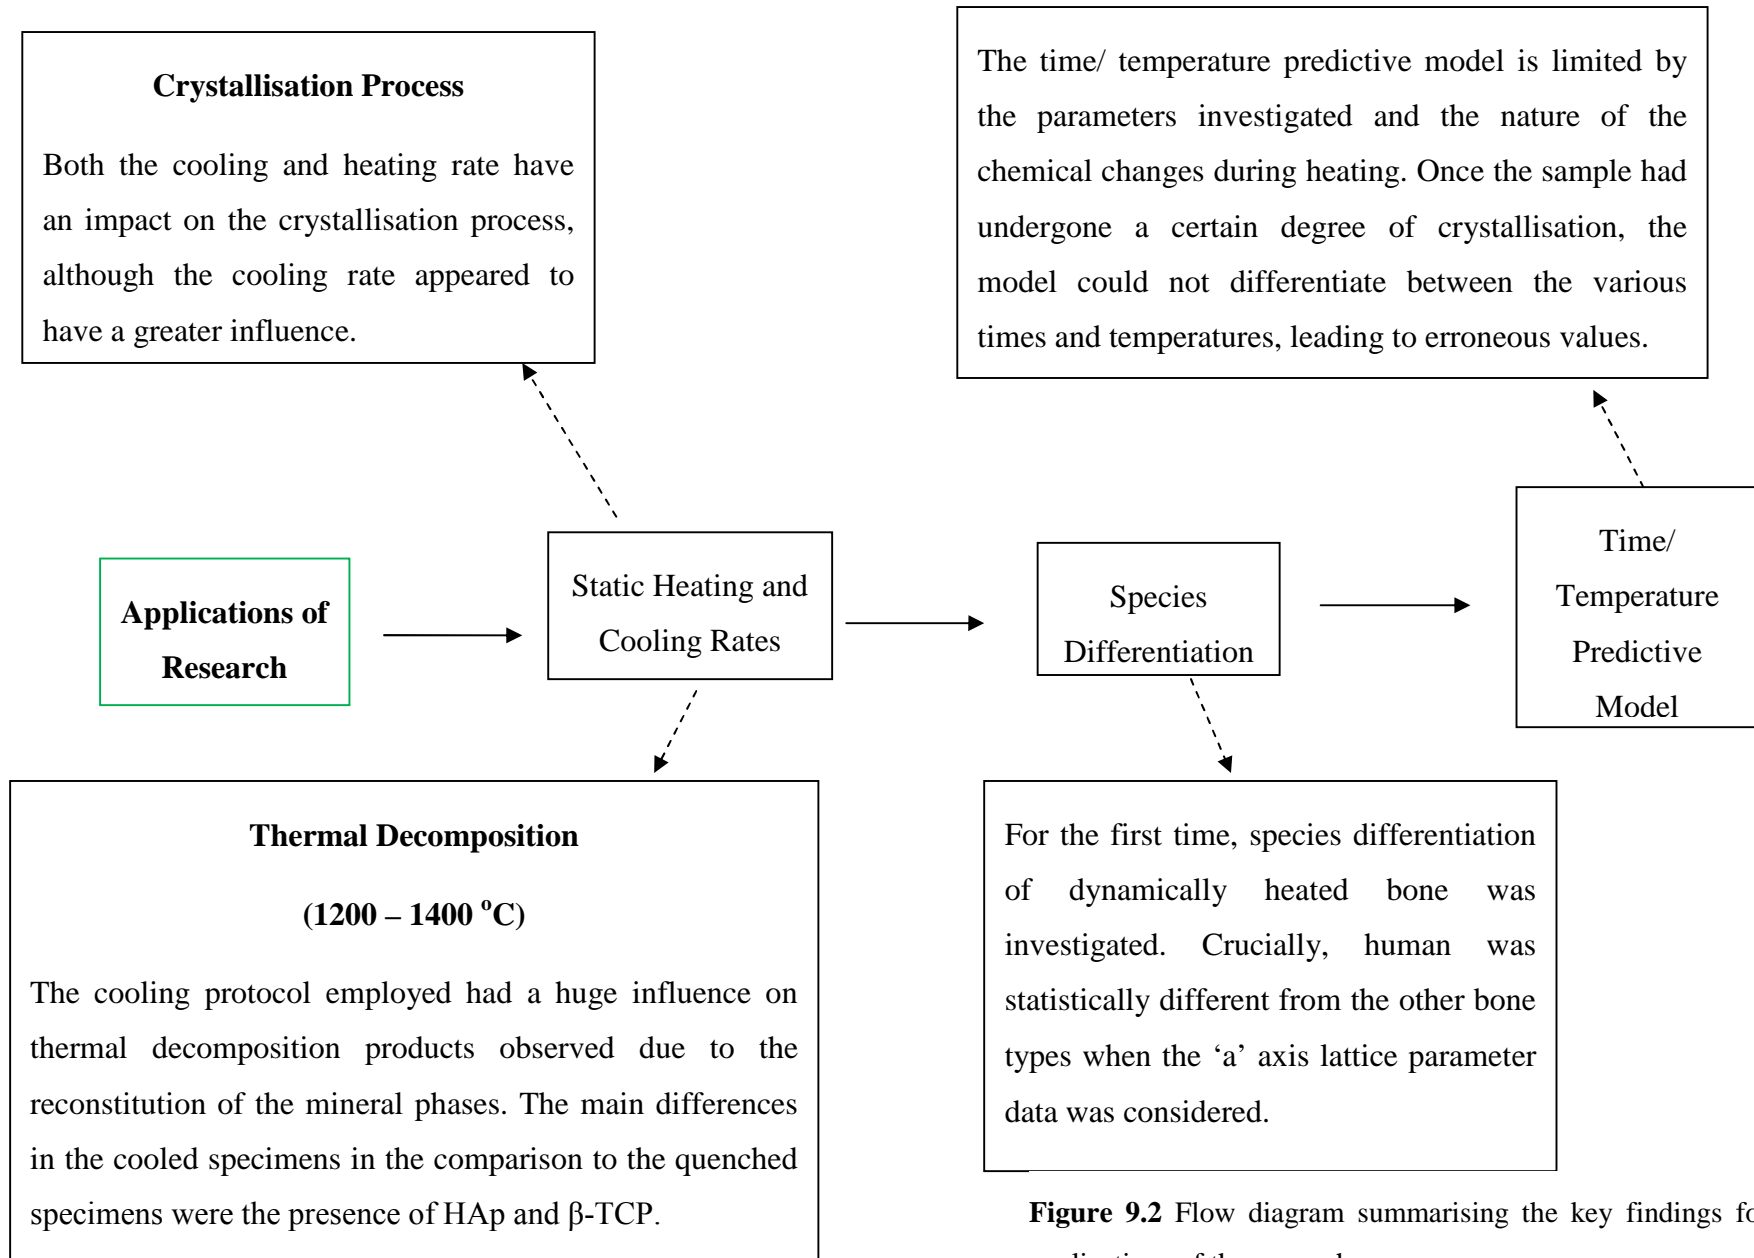 Crystallisation Process
Both the cooling and heating rate have
an impact on the crystallisation process,
although the cooling rate appeared to
have a greater influence.
The time/ temperature predictive model is limited by
the parameters investigated and the nature of the
chemical changes during heating. Once the sample had
undergone a certain degree of crystallisation, the
model could not differentiate between the various
times and temperatures, leading to erroneous values.
Applications of
Research
Static Heating and
Cooling Rates
Species
Differentiation
Time/
Temperature
Predictive
Model
Thermal Decomposition
(1200 – 1400 °C)
The cooling protocol employed had a huge influence on
thermal decomposition products observed due to the
reconstitution of the mineral phases. The main differences
in the cooled specimens in the comparison to the quenched
specimens were the presence of HAp and β-TCP.
For the first time, species differentiation
of dynamically heated bone was
investigated. Crucially, human was
statistically different from the other bone
types when the ‘a’ axis lattice parameter
data was considered.
Figure 9.2 Flow diagram summarising the key findings